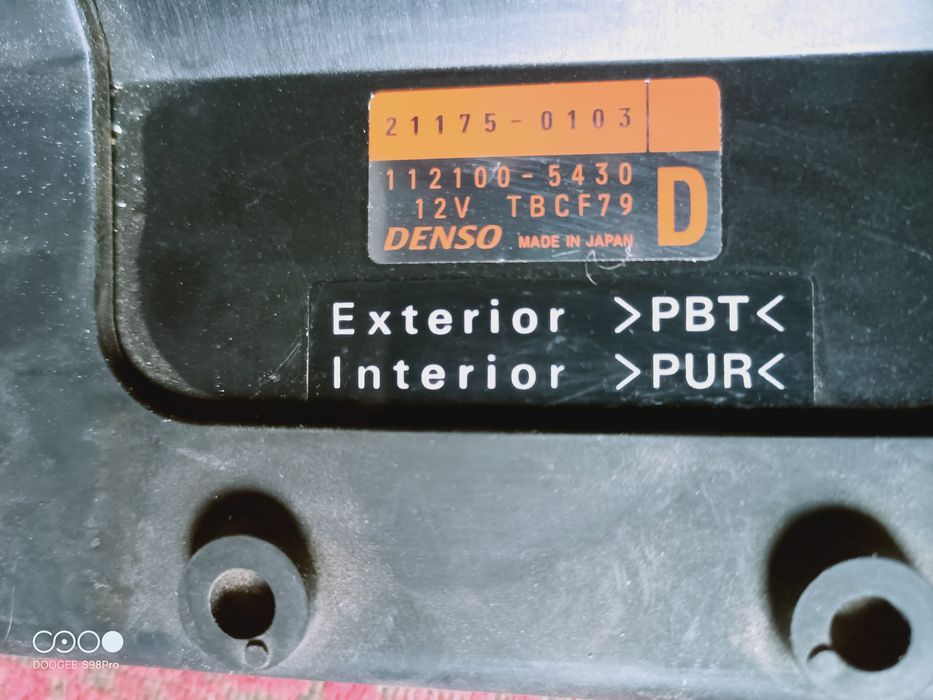 21175-0103
112100-5430
12V TBCF79
D
DENSO MADE IN JAPAN
Exterior >PBT<
Interior >PUR<
DOOGEE S98Pro